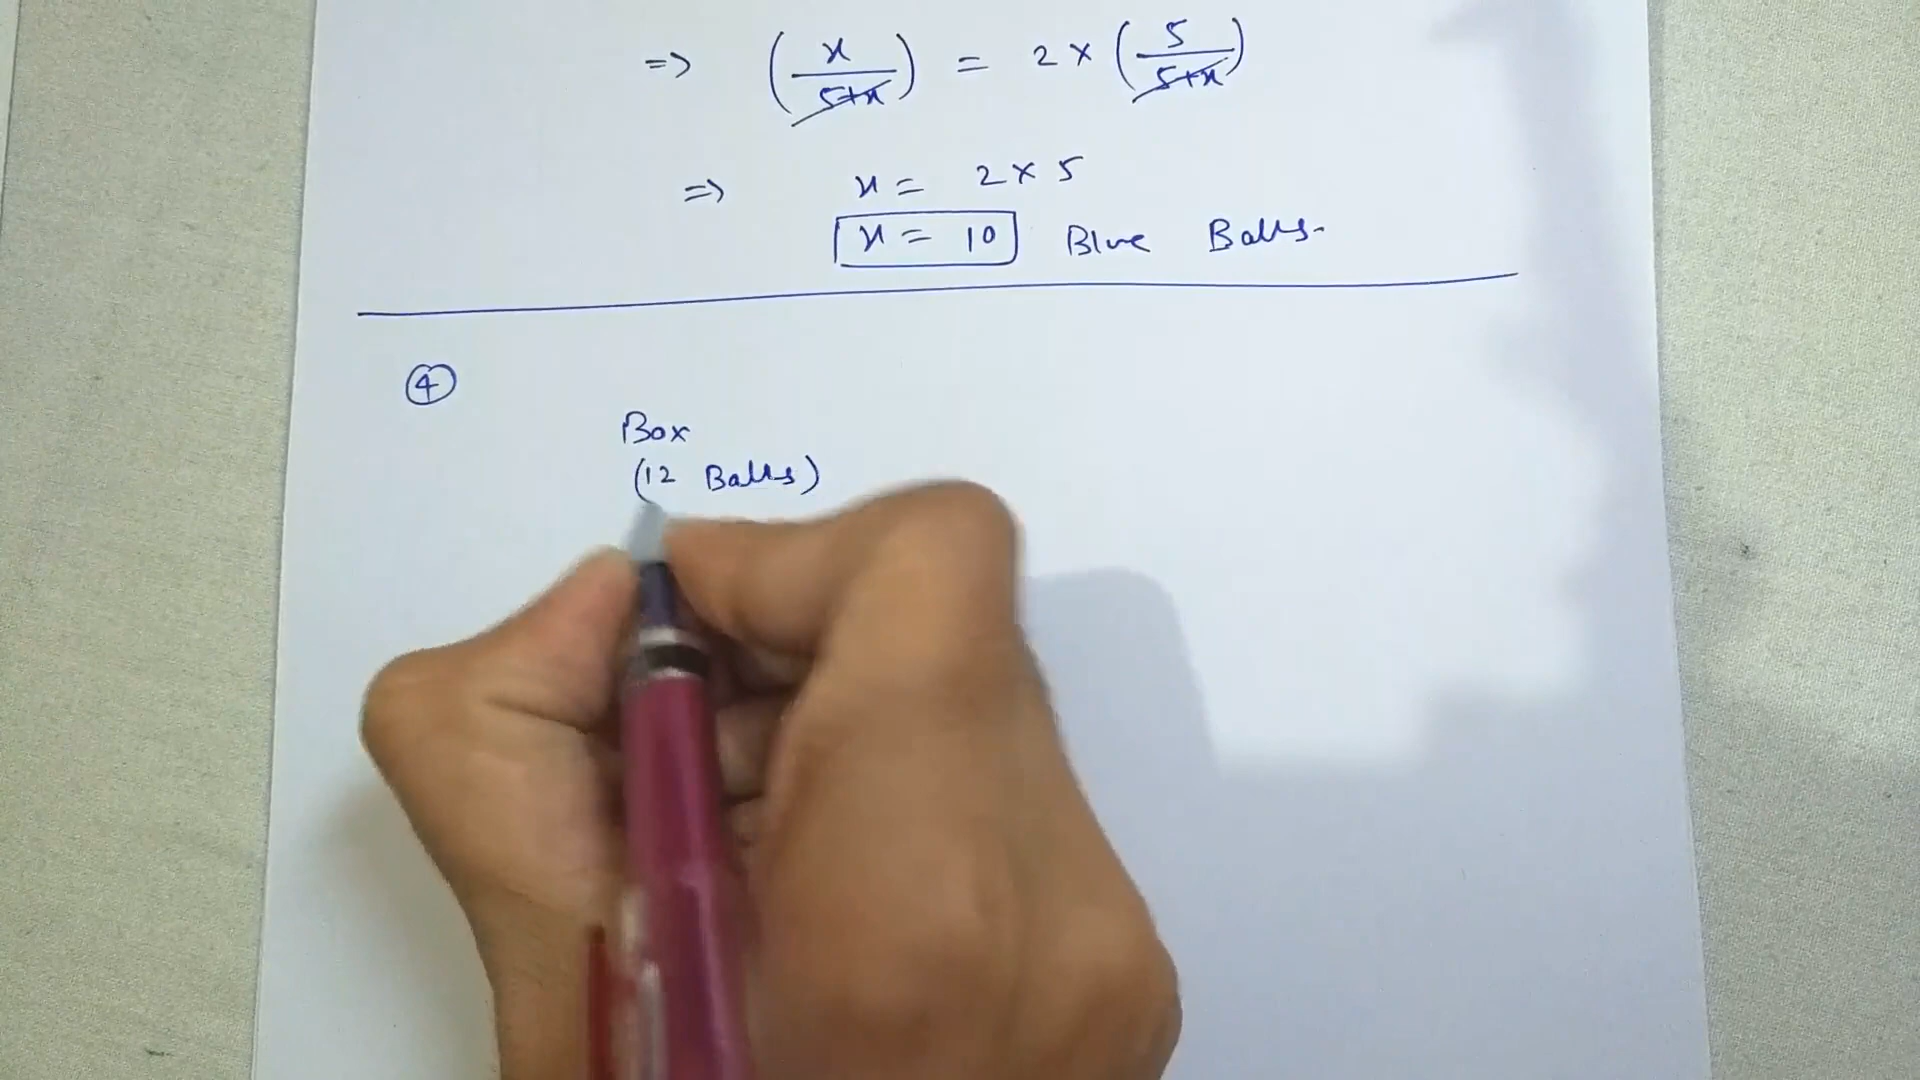 => (x/5+x) = 2 × (5/5+x)
=> x = 2 × 5
x = 10 Blue Balls.
4
Box
(12 Balls)